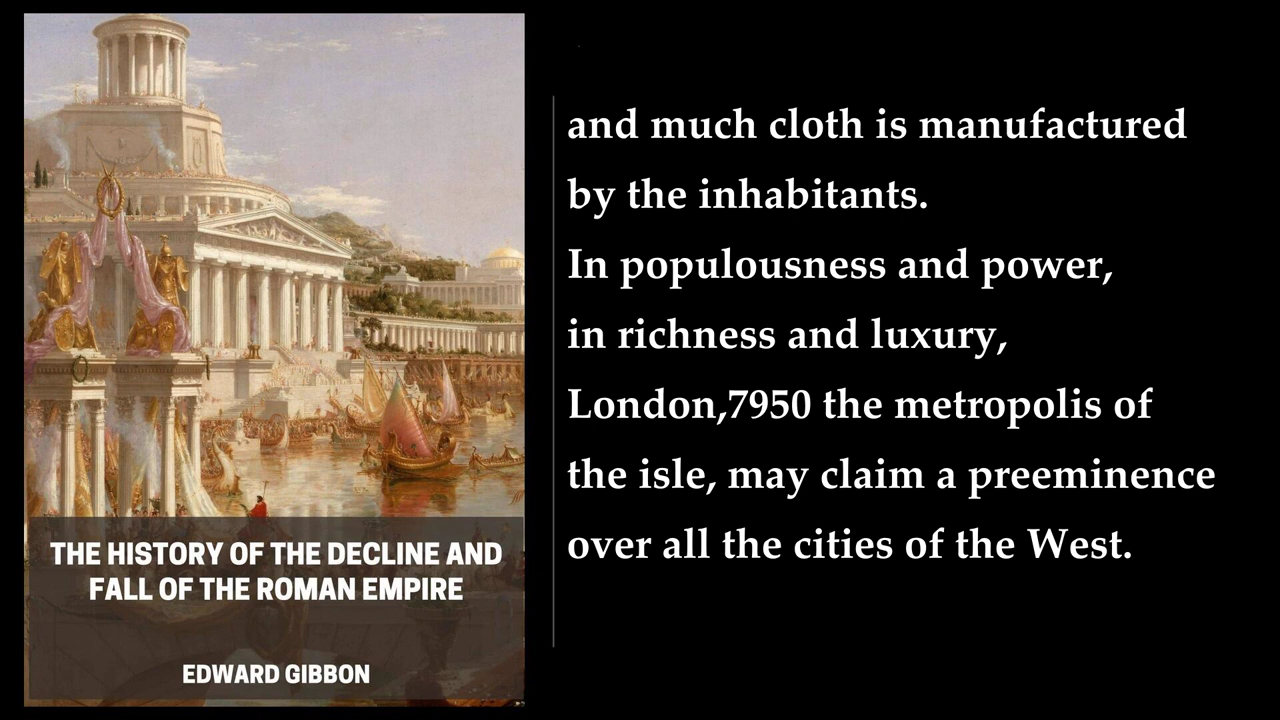 THE HISTORY OF THE DECLINE AND
FALL OF THE ROMAN EMPIRE
EDWARD GIBBON
and much cloth is manufactured
by the inhabitants.
In populousness and power,
in richness and luxury,
London,7950 the metropolis of
the isle, may claim a preeminence
over all the cities of the West.